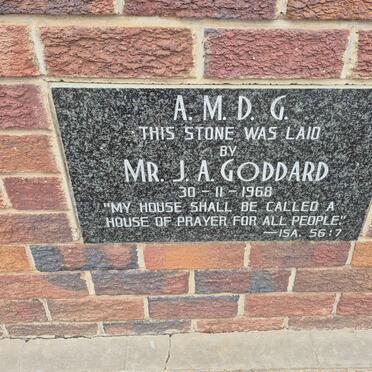 A. M. D. G.
THIS STONE WAS LAID
BY
MR. J. A. GODDARD
30 - 11 - 1968
"MY HOUSE SHALL BE CALLED A
HOUSE OF PRAYER FOR ALL PEOPLE."
—ISA. 56:7